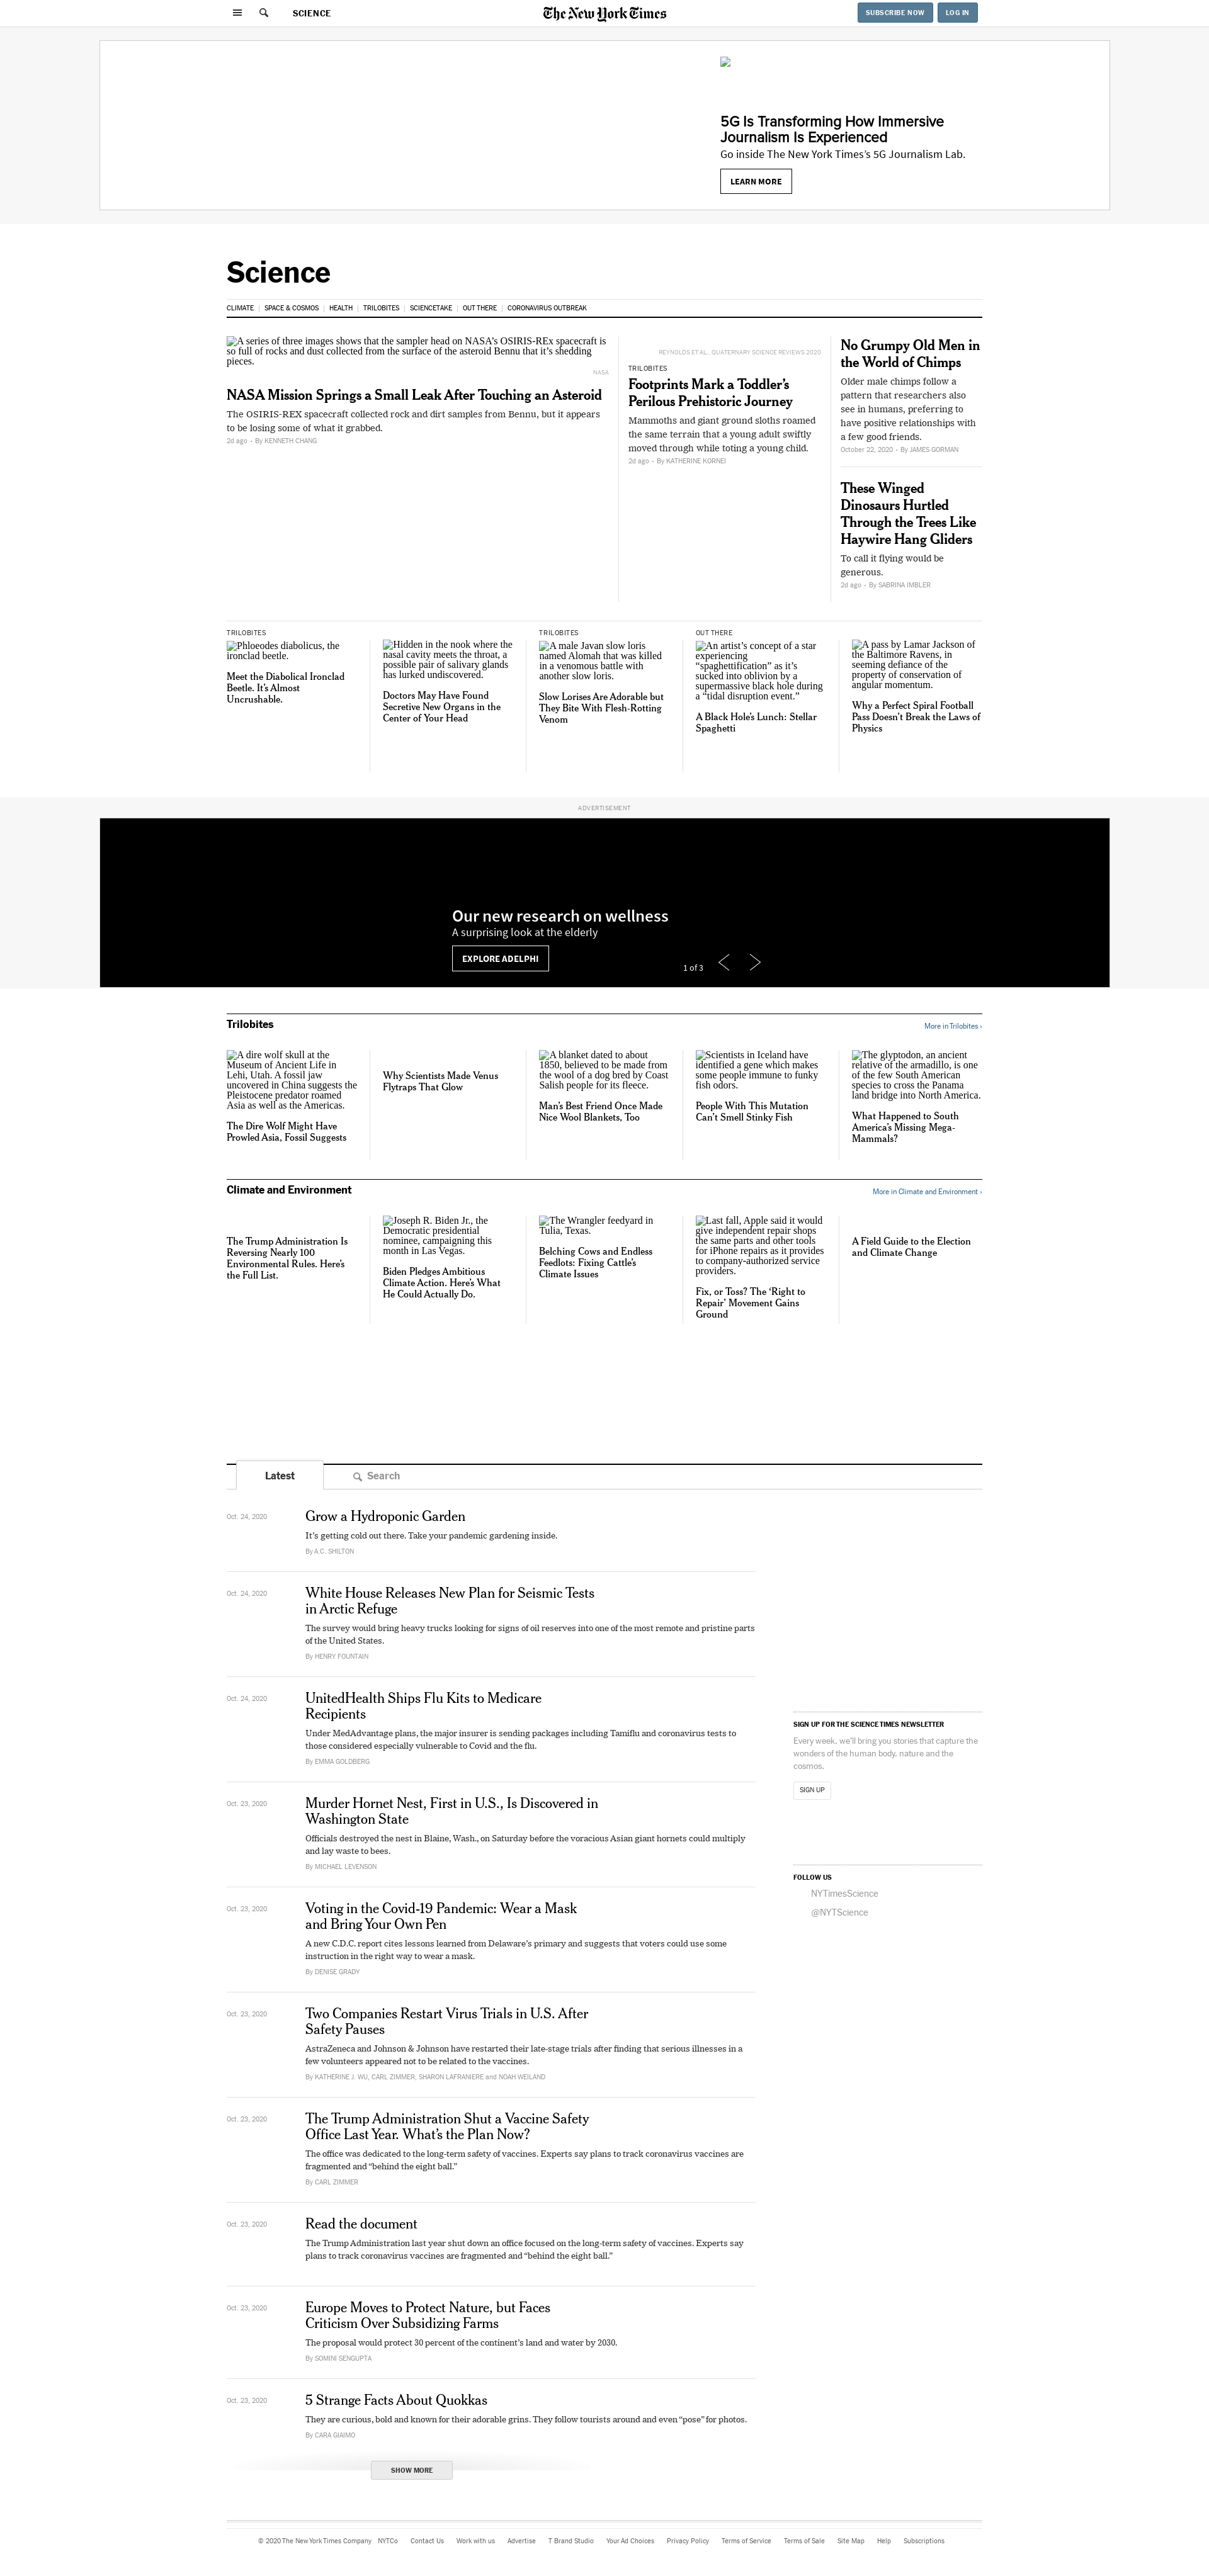 SCIENCE
The New York Times
SUBSCRIBE NOW
LOG IN
5G Is Transforming How Immersive
Journalism Is Experienced
Go inside The New York Times’s 5G Journalism Lab.
LEARN MORE
Science
CLIMATE | SPACE & COSMOS | HEALTH | TRILOBITES | SCIENCETAKE | OUT THERE | CORONAVIRUS OUTBREAK
A series of three images shows that the sampler head on NASA’s OSIRIS-REx spacecraft is
so full of rocks and dust collected from the surface of the asteroid Bennu that it’s shedding
pieces.
NASA
NASA Mission Springs a Small Leak After Touching an Asteroid
The OSIRIS-REX spacecraft collected rock and dirt samples from Bennu, but it appears
to be losing some of what it grabbed.
2d ago • By KENNETH CHANG
REYNOLDS ET AL., QUATERNARY SCIENCE REVIEWS 2020
TRILOBITES
Footprints Mark a Toddler’s
Perilous Prehistoric Journey
Mammoths and giant ground sloths roamed
the same terrain that a young adult swiftly
moved through while toting a young child.
2d ago • By KATHERINE KORNEI
No Grumpy Old Men in
the World of Chimps
Older male chimps follow a
pattern that researchers also
see in humans, preferring to
have positive relationships with
a few good friends.
October 22, 2020 • By JAMES GORMAN
These Winged
Dinosaurs Hurtled
Through the Trees Like
Haywire Hang Gliders
To call it flying would be
generous.
2d ago • By SABRINA IMBLER
TRILOBITES
Phloeodes diabolicus, the
ironclad beetle.
Meet the Diabolical Ironclad
Beetle. It’s Almost
Uncrushable.
Hidden in the nook where the
nasal cavity meets the throat, a
possible pair of salivary glands
has lurked undiscovered.
Doctors May Have Found
Secretive New Organs in the
Center of Your Head
TRILOBITES
A male Javan slow loris
named Alomah that was killed
in a venomous battle with
another slow loris.
Slow Lorises Are Adorable but
They Bite With Flesh-Rotting
Venom
OUT THERE
An artist’s concept of a star
experiencing
“spaghettification” as it’s
sucked into oblivion by a
supermassive black hole during
a “tidal disruption event.”
A Black Hole’s Lunch: Stellar
Spaghetti
A pass by Lamar Jackson of
the Baltimore Ravens, in
seeming defiance of the
property of conservation of
angular momentum.
Why a Perfect Spiral Football
Pass Doesn’t Break the Laws of
Physics
ADVERTISEMENT
Our new research on wellness
A surprising look at the elderly
EXPLORE ADELPHI
1 of 3
Trilobites
More in Trilobites ›
A dire wolf skull at the
Museum of Ancient Life in
Lehi, Utah. A fossil jaw
uncovered in China suggests the
Pleistocene predator roamed
Asia as well as the Americas.
The Dire Wolf Might Have
Prowled Asia, Fossil Suggests
Why Scientists Made Venus
Flytraps That Glow
A blanket dated to about
1850, believed to be made from
the wool of a dog bred by Coast
Salish people for its fleece.
Man’s Best Friend Once Made
Nice Wool Blankets, Too
Scientists in Iceland have
identified a gene which makes
some people immune to funky
fish odors.
People With This Mutation
Can’t Smell Stinky Fish
The glyptodon, an ancient
relative of the armadillo, is one
of the few South American
species to cross the Panama
land bridge into North America.
What Happened to South
America’s Missing Mega-
Mammals?
Climate and Environment
More in Climate and Environment ›
The Trump Administration Is
Reversing Nearly 100
Environmental Rules. Here’s
the Full List.
Joseph R. Biden Jr., the
Democratic presidential
nominee, campaigning this
month in Las Vegas.
Biden Pledges Ambitious
Climate Action. Here’s What
He Could Actually Do.
The Wrangler feedyard in
Tulia, Texas.
Belching Cows and Endless
Feedlots: Fixing Cattle’s
Climate Issues
Last fall, Apple said it would
give independent repair shops
the same parts and other tools
for iPhone repairs as it provides
to company-authorized service
providers.
Fix, or Toss? The ‘Right to
Repair’ Movement Gains
Ground
A Field Guide to the Election
and Climate Change
Latest
Search
Oct. 24, 2020
Grow a Hydroponic Garden
It’s getting cold out there. Take your pandemic gardening inside.
By A.C. SHILTON
Oct. 24, 2020
White House Releases New Plan for Seismic Tests
in Arctic Refuge
The survey would bring heavy trucks looking for signs of oil reserves into one of the most remote and pristine parts
of the United States.
By HENRY FOUNTAIN
Oct. 24, 2020
UnitedHealth Ships Flu Kits to Medicare
Recipients
Under MedAdvantage plans, the major insurer is sending packages including Tamiflu and coronavirus tests to
those considered especially vulnerable to Covid and the flu.
By EMMA GOLDBERG
Oct. 23, 2020
Murder Hornet Nest, First in U.S., Is Discovered in
Washington State
Officials destroyed the nest in Blaine, Wash., on Saturday before the voracious Asian giant hornets could multiply
and lay waste to bees.
By MICHAEL LEVENSON
Oct. 23, 2020
Voting in the Covid-19 Pandemic: Wear a Mask
and Bring Your Own Pen
A new C.D.C. report cites lessons learned from Delaware’s primary and suggests that voters could use some
instruction in the right way to wear a mask.
By DENISE GRADY
Oct. 23, 2020
Two Companies Restart Virus Trials in U.S. After
Safety Pauses
AstraZeneca and Johnson & Johnson have restarted their late-stage trials after finding that serious illnesses in a
few volunteers appeared not to be related to the vaccines.
By KATHERINE J. WU, CARL ZIMMER, SHARON LAFRANIERE and NOAH WEILAND
Oct. 23, 2020
The Trump Administration Shut a Vaccine Safety
Office Last Year. What’s the Plan Now?
The office was dedicated to the long-term safety of vaccines. Experts say plans to track coronavirus vaccines are
fragmented and “behind the eight ball.”
By CARL ZIMMER
Oct. 23, 2020
Read the document
The Trump Administration last year shut down an office focused on the long-term safety of vaccines. Experts say
plans to track coronavirus vaccines are fragmented and “behind the eight ball.”
Oct. 23, 2020
Europe Moves to Protect Nature, but Faces
Criticism Over Subsidizing Farms
The proposal would protect 30 percent of the continent’s land and water by 2030.
By SOMINI SENGUPTA
Oct. 23, 2020
5 Strange Facts About Quokkas
They are curious, bold and known for their adorable grins. They follow tourists around and even “pose” for photos.
By CARA GIAIMO
SHOW MORE
SIGN UP FOR THE SCIENCE TIMES NEWSLETTER
Every week, we’ll bring you stories that capture the
wonders of the human body, nature and the
cosmos.
SIGN UP
FOLLOW US
NYTimesScience
@NYTScience
© 2020 The New York Times Company NYTCo Contact Us Work with us Advertise T Brand Studio Your Ad Choices Privacy Policy Terms of Service Terms of Sale Site Map Help Subscriptions